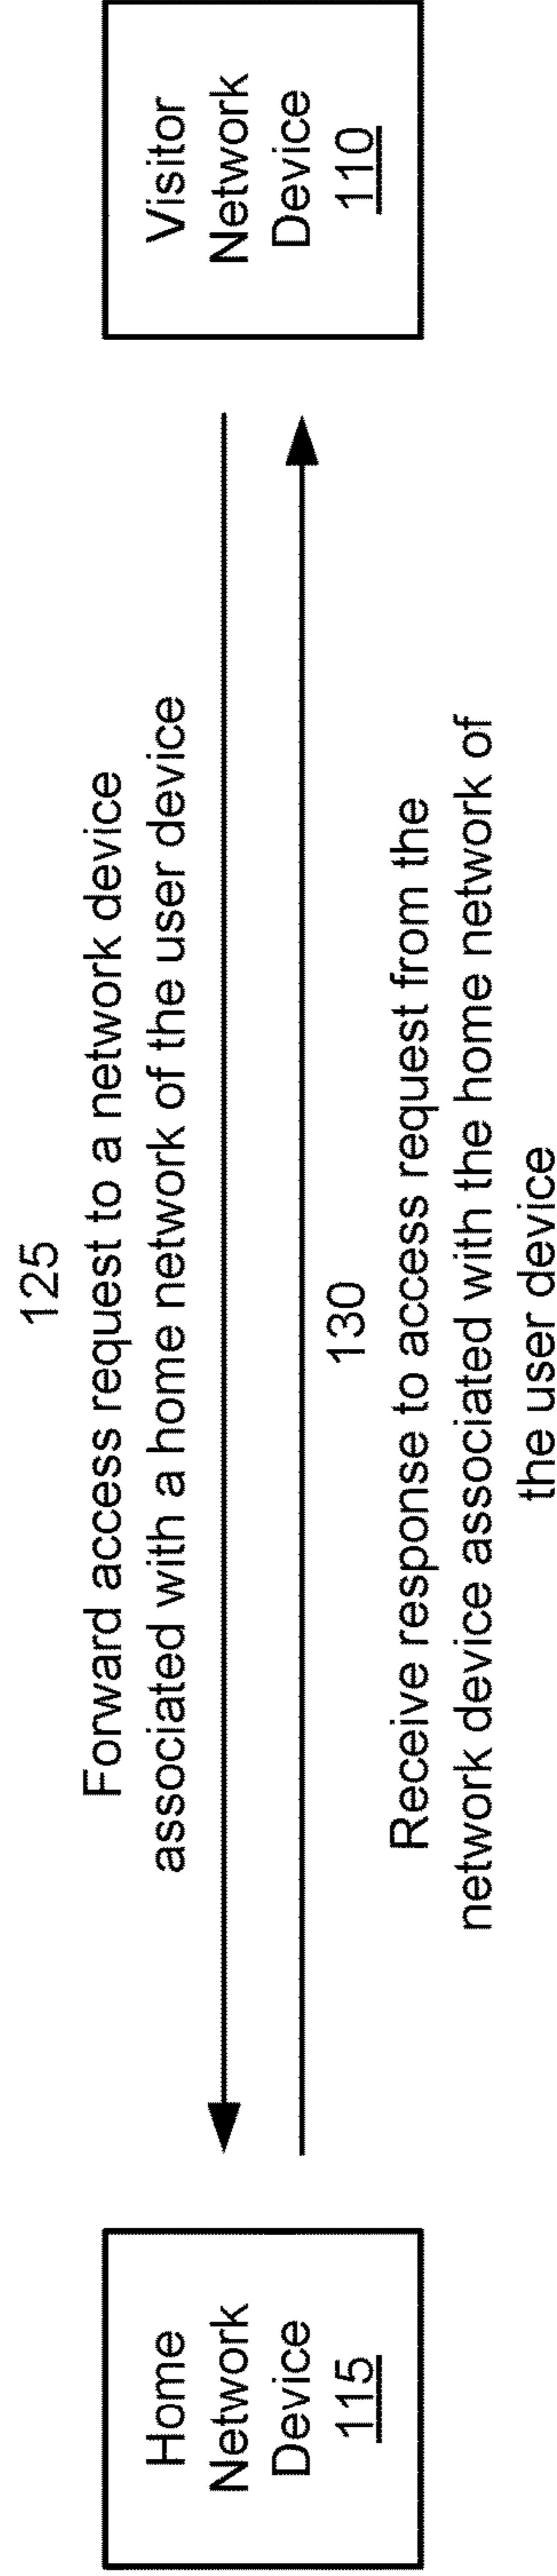 125
Forward access request to a network device
associated with a home network of the user device
Home
Network
Device
115
Visitor
Network
Device
110
130
Receive response to access request from the
network device associated with the home network of
the user device